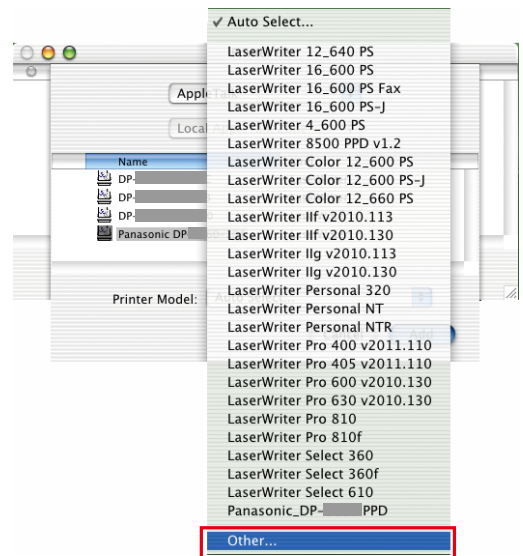 ✓ Auto Select...
LaserWriter 12_640 PS
LaserWriter 16_600 PS
LaserWriter 16_600 PS Fax
LaserWriter 16_600 PS-J
LaserWriter 4_600 PS
LaserWriter 8500 PPD v1.2
LaserWriter Color 12_600 PS
LaserWriter Color 12_600 PS-J
LaserWriter Color 12_660 PS
LaserWriter IIf v2010.113
LaserWriter IIf v2010.130
LaserWriter IIg v2010.113
LaserWriter IIg v2010.130
LaserWriter Personal 320
LaserWriter Personal NT
LaserWriter Personal NTR
LaserWriter Pro 400 v2011.110
LaserWriter Pro 405 v2011.110
LaserWriter Pro 600 v2010.130
LaserWriter Pro 630 v2010.130
LaserWriter Pro 810
LaserWriter Pro 810f
LaserWriter Select 360
LaserWriter Select 360f
LaserWriter Select 610
Panasonic_DP- PPD
Other...
Local
Name
DP-
DP-
DP-
Panasonic DP
Printer Model: Auto Select
Add